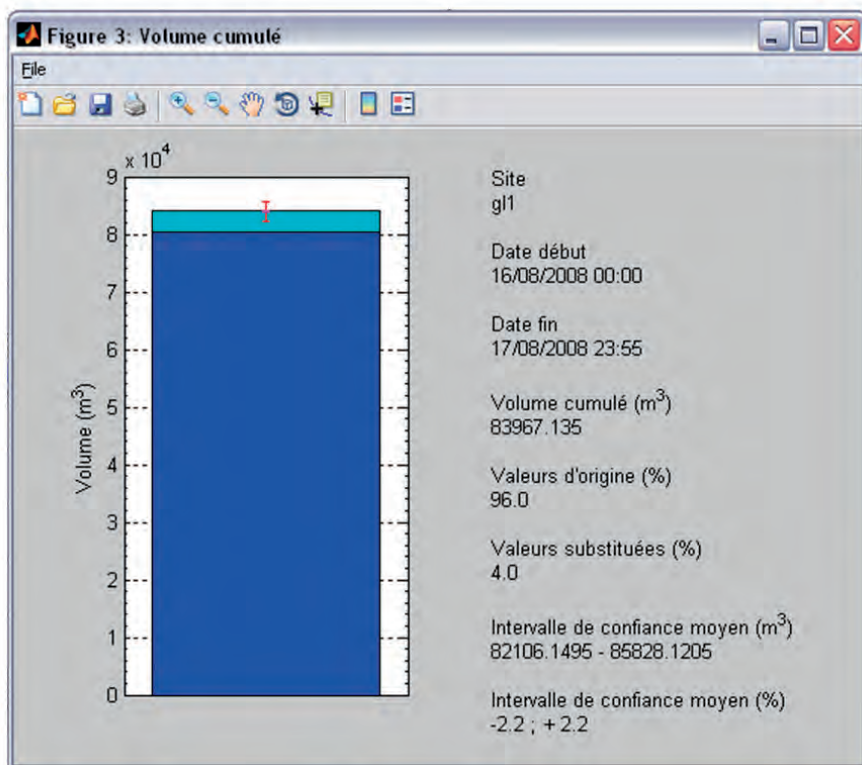 Figure 3: Volume cumulé
File
x 10^4
9
8
7
6
5
4
3
2
1
0
Volume (m³)
Site
gl1
Date début
16/08/2008 00:00
Date fin
17/08/2008 23:55
Volume cumulé (m³)
83967.135
Valeurs d'origine (%)
96.0
Valeurs substituées (%)
4.0
Intervalle de confiance moyen (m³)
82106.1495 - 85828.1205
Intervalle de confiance moyen (%)
-2.2 ; + 2.2